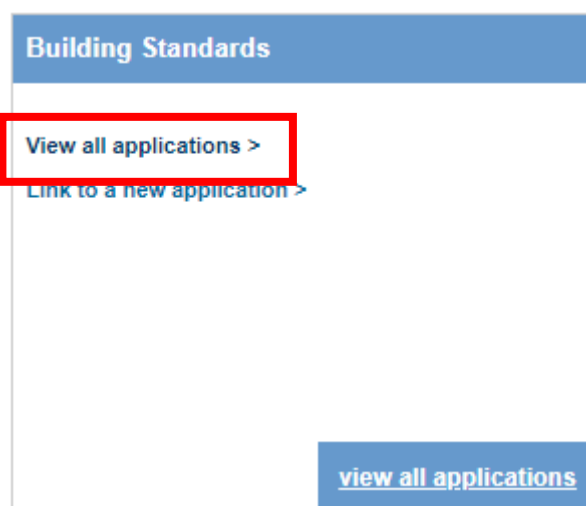 Building Standards
View all applications >
Link to a new application >
view all applications